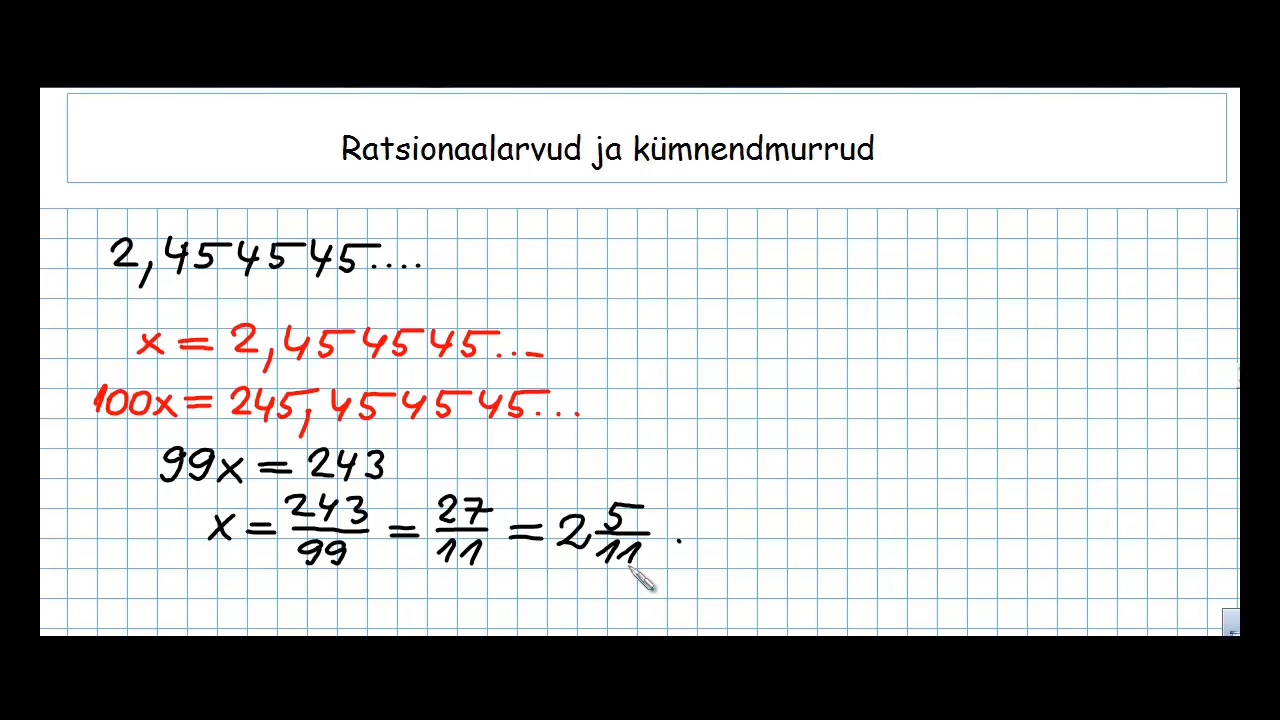 Ratsionaalarvud ja kümnendmurrud
2,454545....
x = 2,454545...
100x = 245,454545...
99x = 243
x = 243/99 = 27/11 = 2 5/11 .